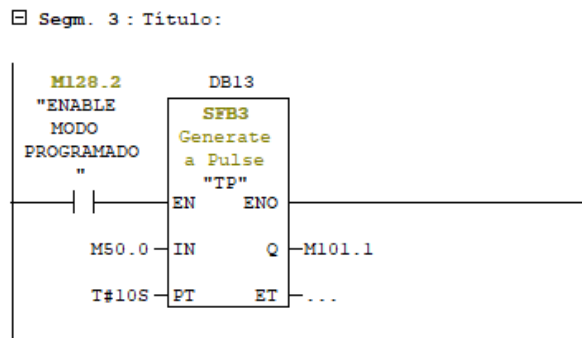 Segm. 3 : Título:
M128.2
"ENABLE
MODO
PROGRAMADO
"
DB13
SFB3
Generate
a Pulse
"TP"
EN ENO
M50.0 IN Q M101.1
T#10S PT ET ...